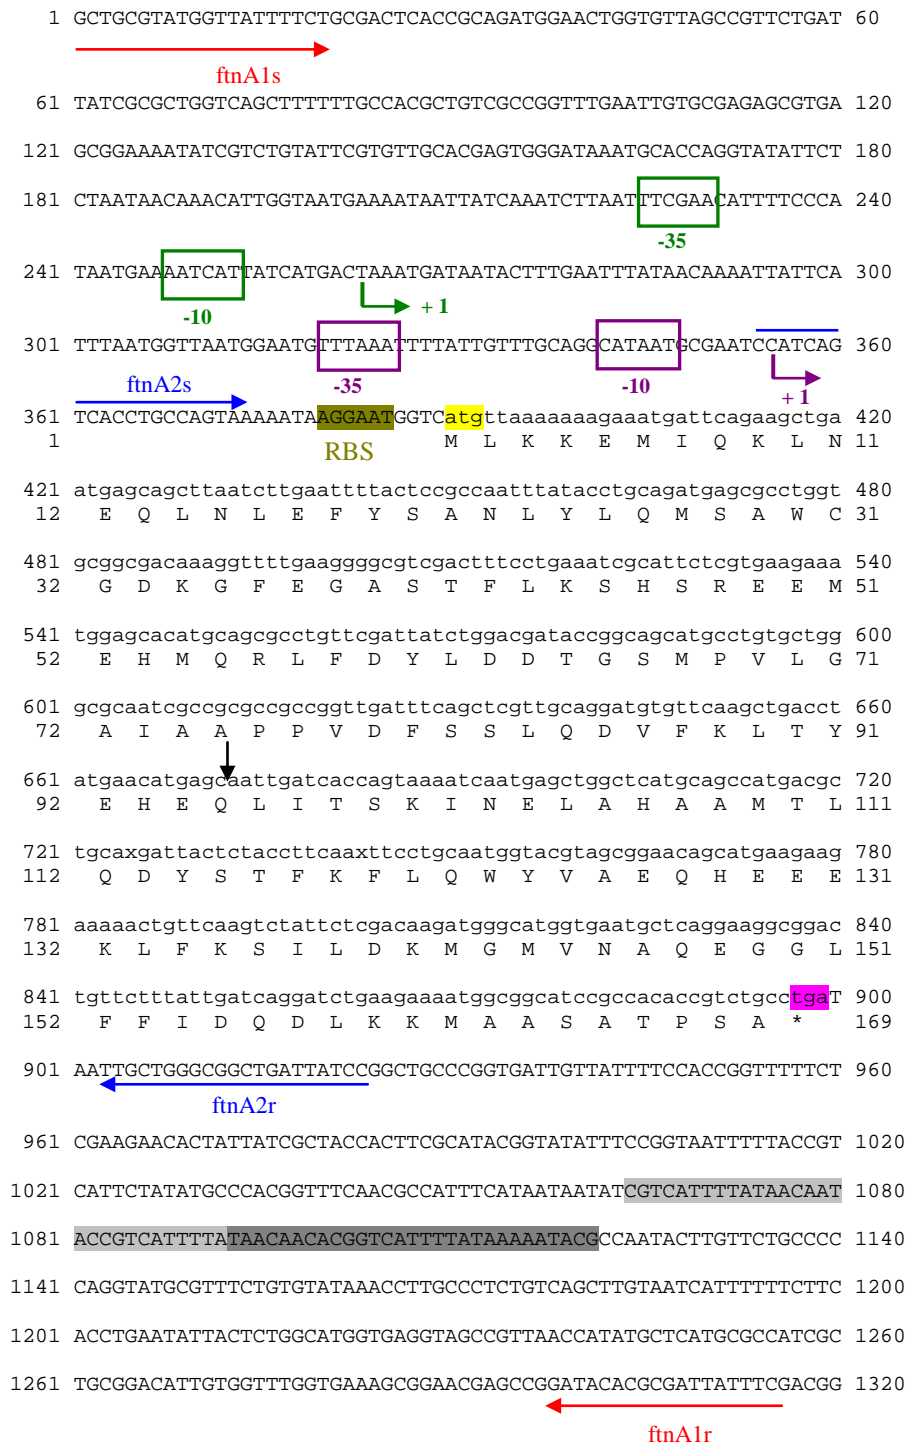 1 GCTGCGTATGGTTATTTTCTGCGACTCACCGCAGATGGAACTGGTGTTAGCCGTTCTGAT 60
ftnA1s
61 TATCGCGCTGGTCAGCTTTTTTGCCACGCTGTCGCCGGTTTGAATTGTGCGAGAGCGTGA 120
121 GCGGAAAATATCGTCTGTATTCGTGTTGCACGAGTGGGATAAATGCACCAGGTATATTCT 180
181 CTAATAACAAACATTGGTAATGAAAATAATTATCAAATCTTAATTTCGAACATTTTCCCA 240
-35
241 TAATGAAAATCATTATCATGACTAAATGATAATACTTTGAATTTATAACAAAATTATTCA 300
-10
+ 1
301 TTTAATGGTTAATGGAATGTTTAAATTTTATTGTTTGCAGGCATAATGCGAATCCATCAG 360
ftnA2s
-35
-10
+ 1
361 TCACCTGCCAGTAAAAATAAGGAATGGTCatgttaaaaaaagaaatgattcagaagctga 420
1 M L K K E M I Q K L N 11
RBS
421 atgagcagcttaatcttgaattttactccgccaatttatacctgcagatgagcgcctggt 480
12 E Q L N L E F Y S A N L Y L Q M S A W C 31
481 gcggcgacaaaggttttgaaggggcgtcgactttcctgaaatcgcattctcgtgaagaaa 540
32 G D K G F E G A S T F L K S H S R E E M 51
541 tggagcacatgcagcgcctgttcgattatctggacgataccggcagcatgcctgtgctgg 600
52 E H M Q R L F D Y L D D T G S M P V L G 71
601 gcgcaatcgccgcgccgccggttgatttcagctcgttgcaggatgtgttcaagctgacct 660
72 A I A A P P V D F S S L Q D V F K L T Y 91
661 atgaacatgagcaattgatcaccagtaaaatcaatgagctggctcatgcagccatgacgc 720
92 E H E Q L I T S K I N E L A H A A M T L 111
721 tgcaxgattactctaccttcaaxttcctgcaatggtacgtagcggaacagcatgaagaag 780
112 Q D Y S T F K F L Q W Y V A E Q H E E E 131
781 aaaaactgttcaagtctattctcgacaagatgggcatggtgaatgctcaggaaggcggac 840
132 K L F K S I L D K M G M V N A Q E G G L 151
841 tgttctttattgatcaggatctgaagaaaatggcggcatccgccacaccgtctgcctgaT 900
152 F F I D Q D L K K M A A S A T P S A * 169
901 AATTGCTGGGCGGCTGATTATCCGGCTGCCCGGTGATTGTTATTTTCCACCGGTTTTTCT 960
ftnA2r
961 CGAAGAACACTATTATCGCTACCACTTCGCATACGGTATATTTCCGGTAATTTTTACCGT 1020
1021 CATTCTATATGCCCACGGTTTCAACGCCATTTCATAATAATATCGTCATTTTATAACAAT 1080
1081 ACCGTCATTTTATAACAACACGGTCATTTTATAAAAATACGCCAATACTTGTTCTGCCCC 1140
1141 CAGGTATGCGTTTCTGTGTATAAACCTTGCCCTCTGTCAGCTTGTAATCATTTTTTCTTC 1200
1201 ACCTGAATATTACTCTGGCATGGTGAGGTAGCCGTTAACCATATGCTCATGCGCCATCGC 1260
1261 TGCGGACATTGTGGTTTGGTGAAAGCGGAACGAGCCGGATACACGCGATTATTTCGACGG 1320
ftnA1r